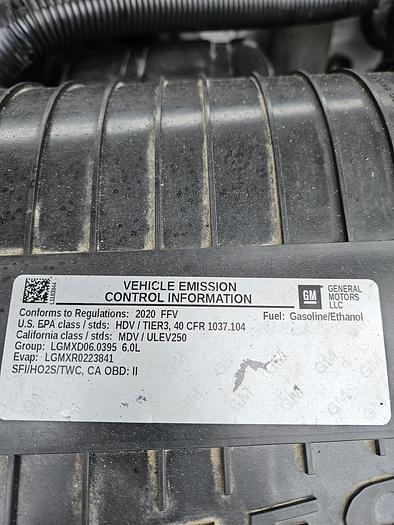 VEHICLE EMISSION
CONTROL INFORMATION
GM
GENERAL
MOTORS
LLC
Conforms to Regulations: 2020 FFV
Fuel: Gasoline/Ethanol
U.S. EPA class / stds: HDV / TIER3, 40 CFR 1037.104
California class / stds: MDV / ULEV250
Group: LGMXD06.0395 6.0L
Evap: LGMXR0223841
SFI/HO2S/TWC, CA OBD: II